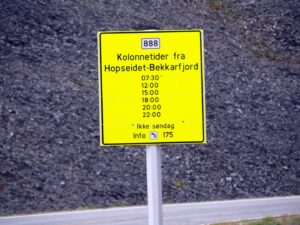 888
Kolonnetider fra
Hopseidet-Bekkarfjord
07:30*
12:00
15:00
18:00
20:00
22:00
* Ikke søndag
Info 175